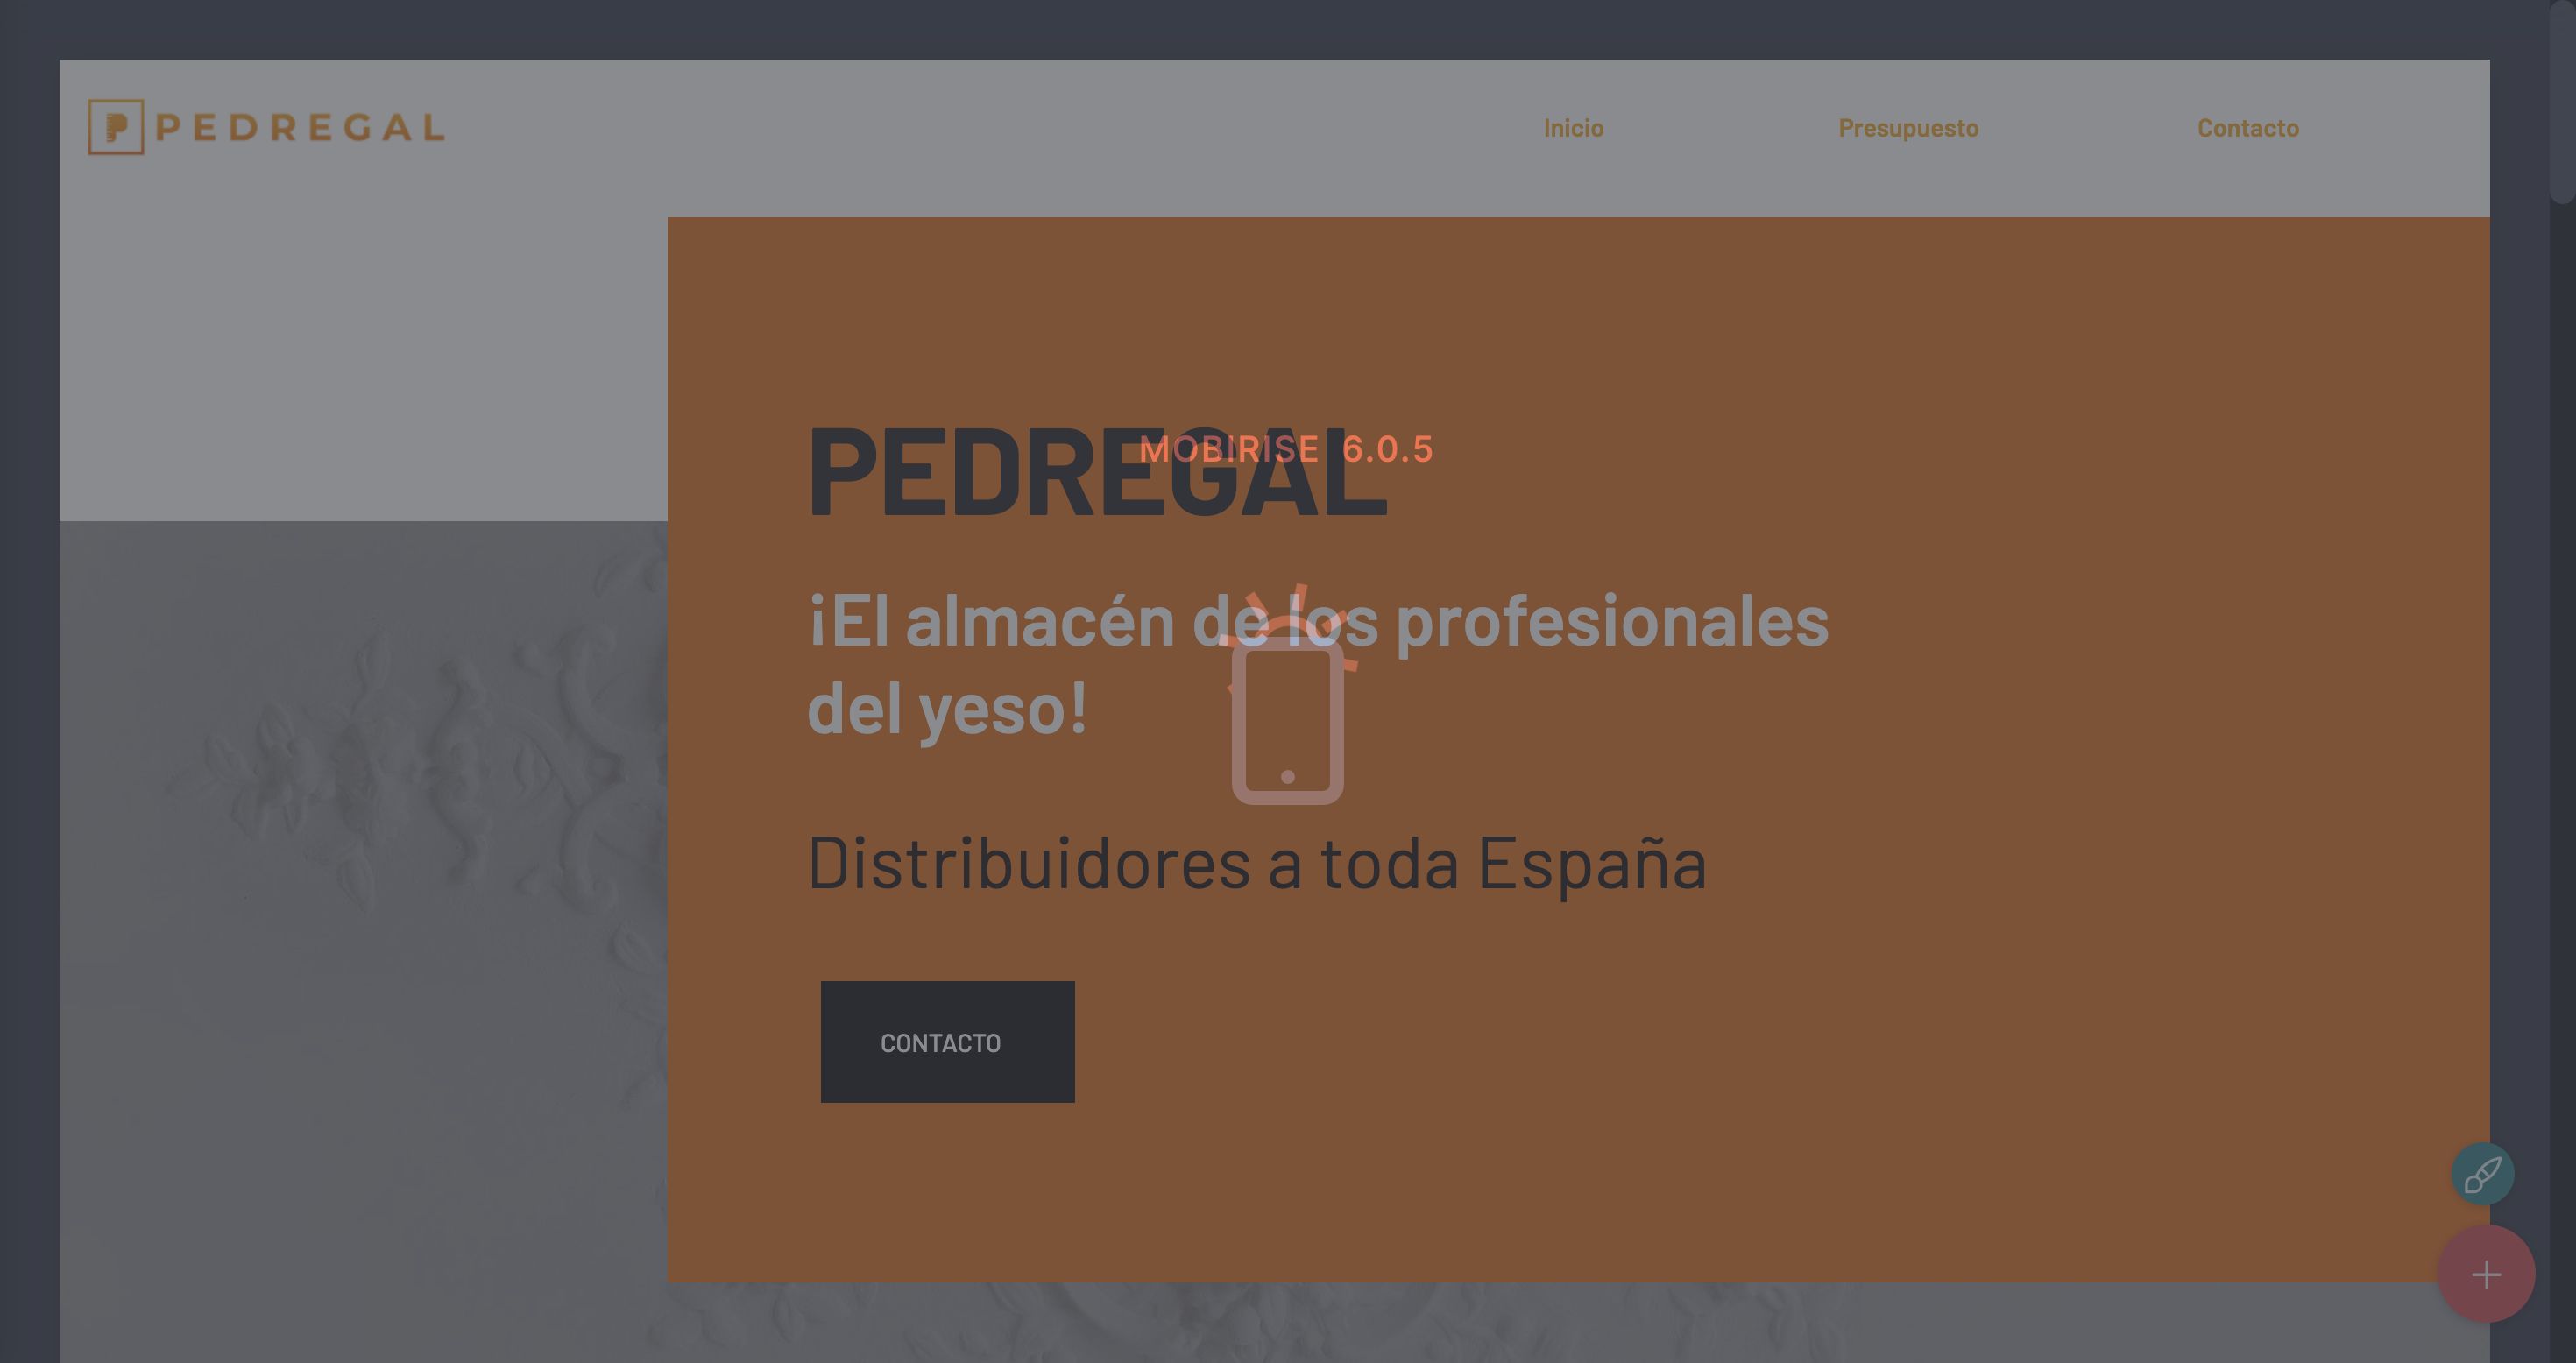 PEDREGAL
Inicio
Presupuesto
Contacto
PEDREGAL
MOBIRISE 6.0.5
¡El almacén de los profesionales
del yeso!
Distribuidores a toda España
CONTACTO